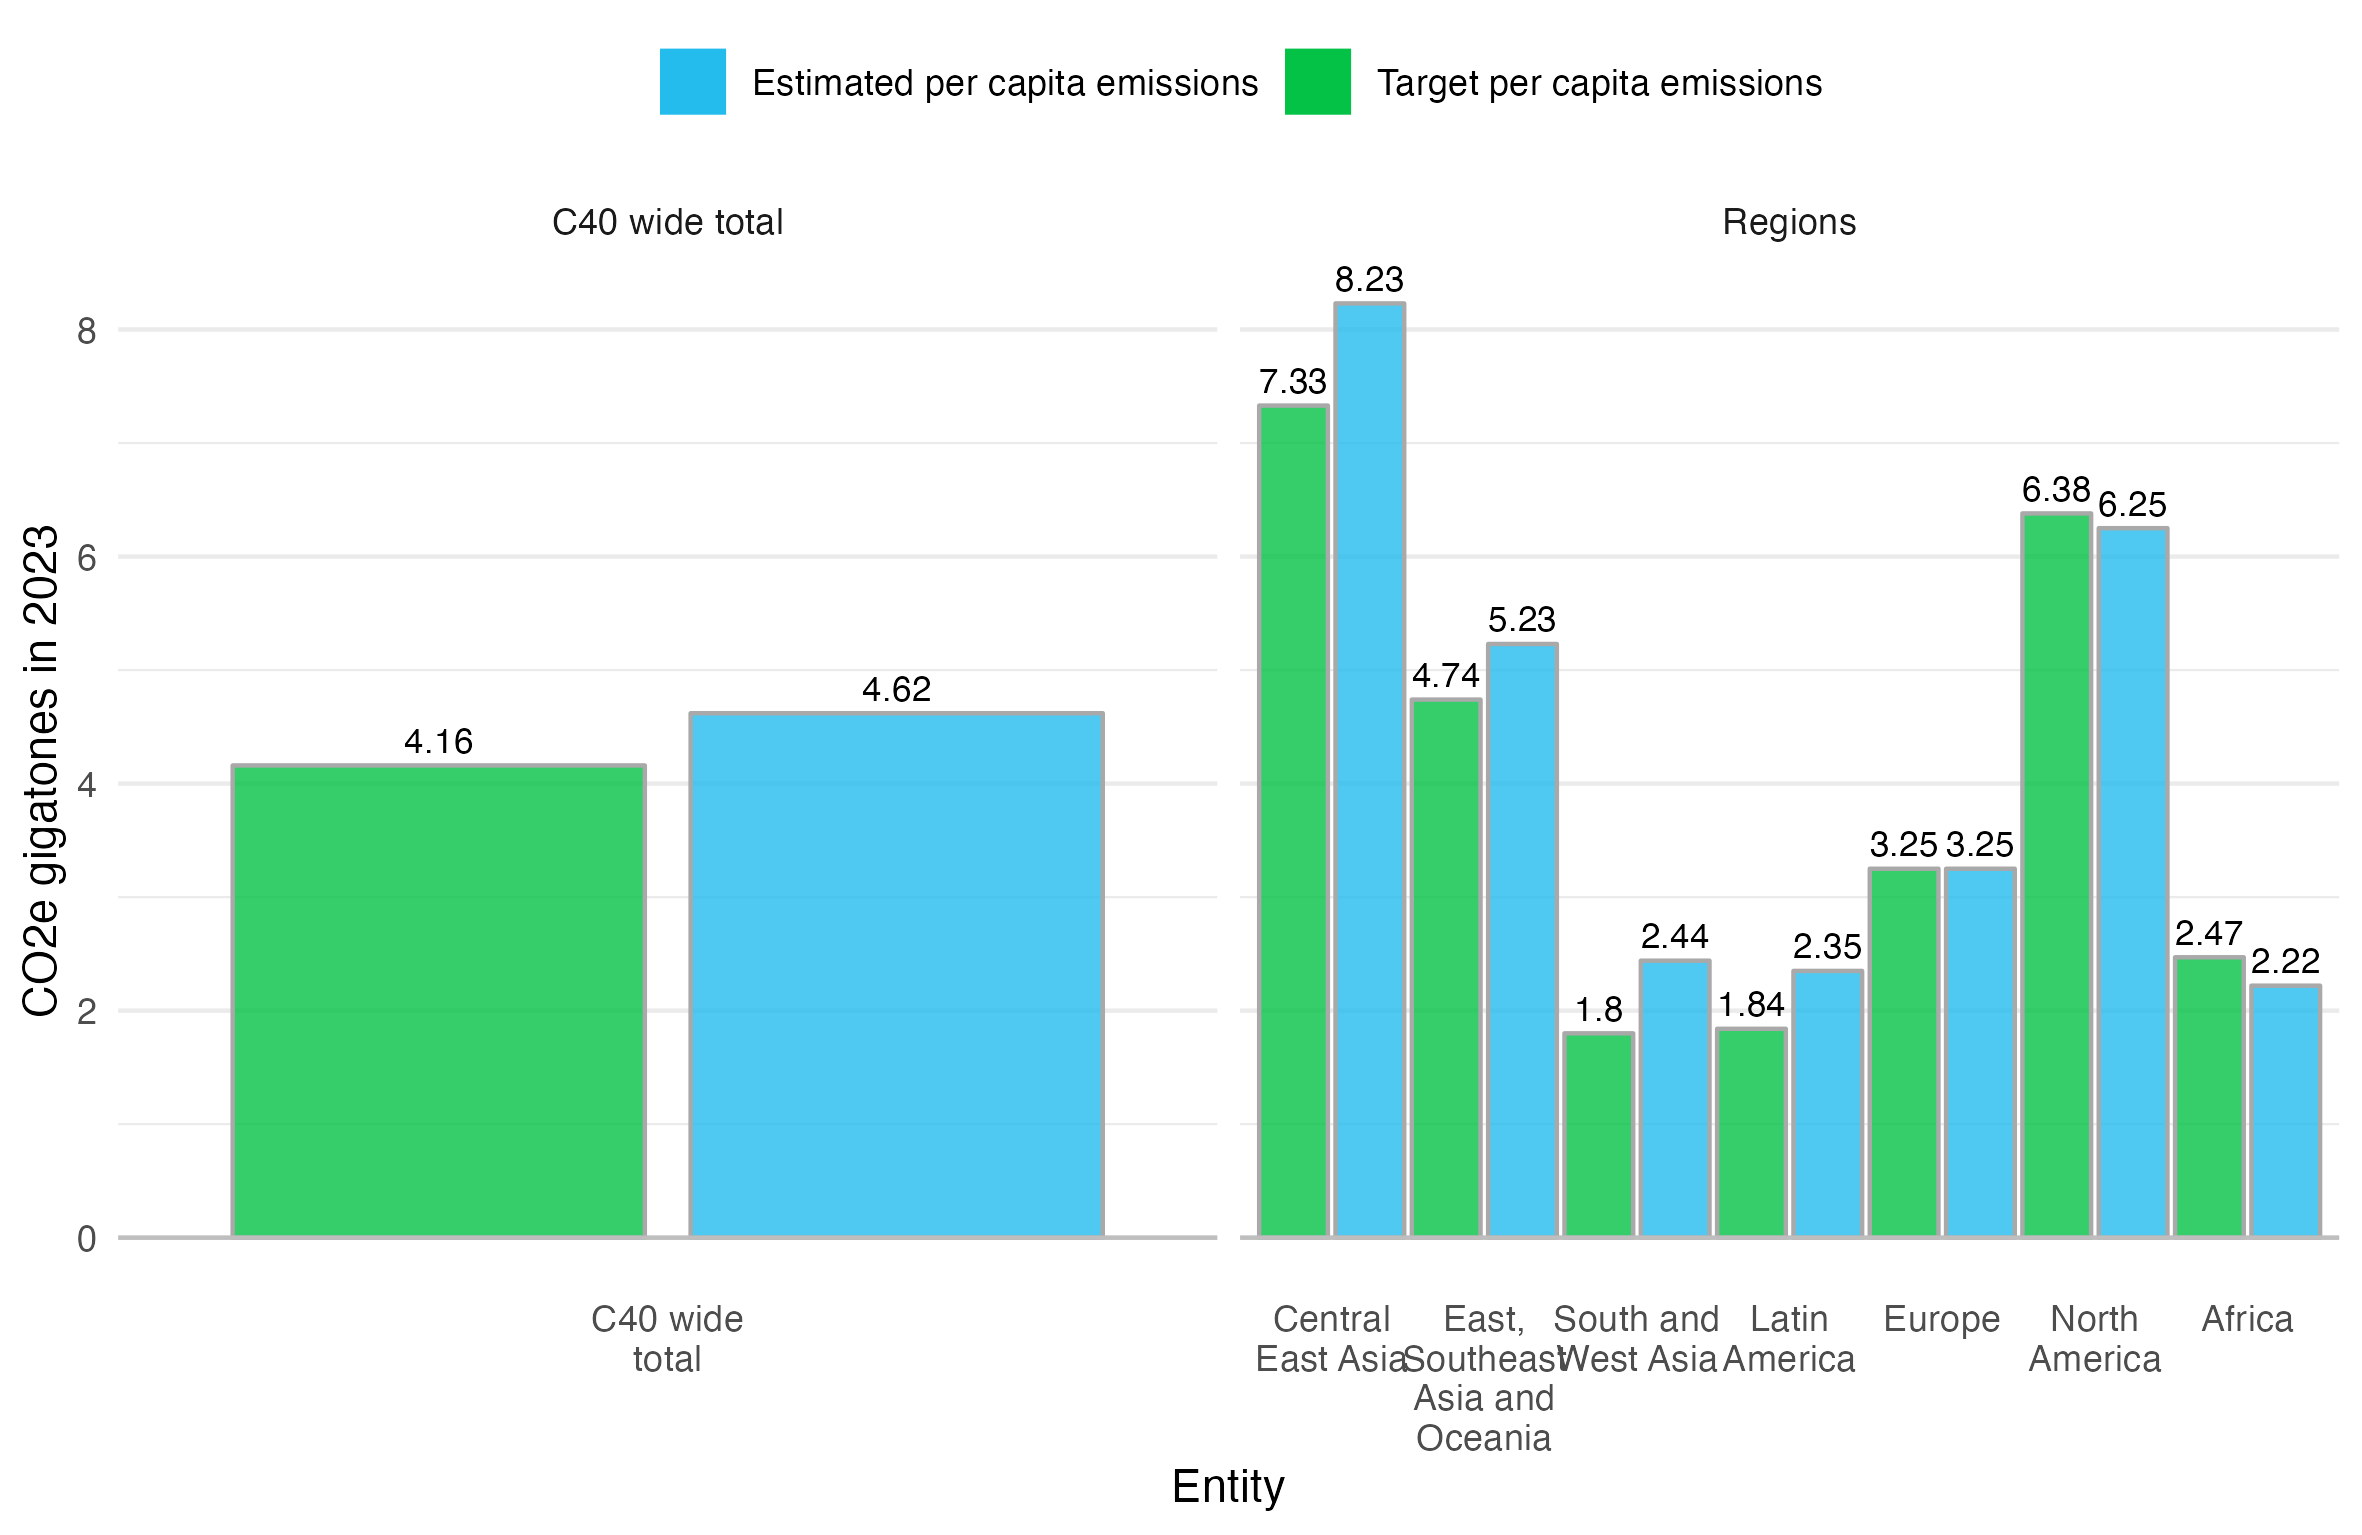 Estimated per capita emissions
Target per capita emissions
C40 wide total
Regions
CO2e gigatones in 2023
8
6
4
2
0
4.16
4.62
7.33
8.23
4.74
5.23
1.8
2.44
1.84
2.35
3.25
3.25
6.38
6.25
2.47
2.22
C40 wide
total
Central
East Asia
East,
Southeast
Asia and
Oceania
South and
West Asia
Latin
America
Europe
North
America
Africa
Entity